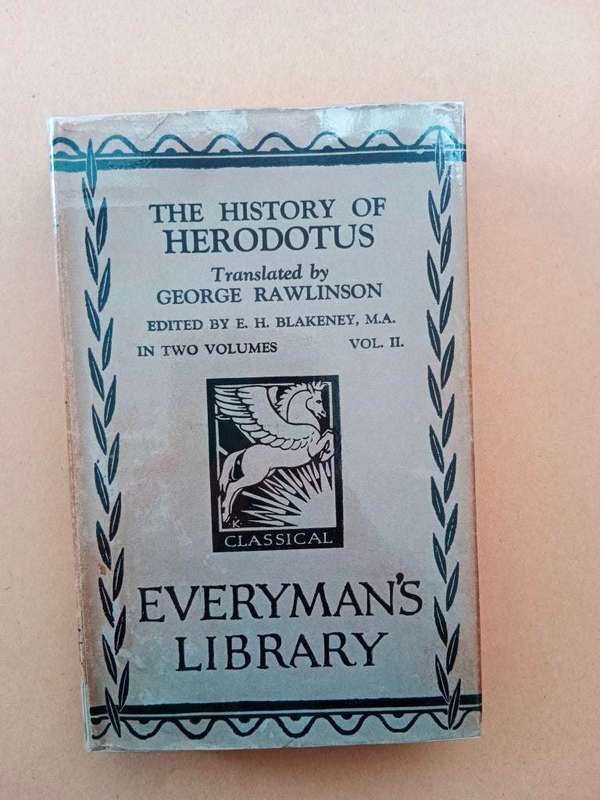 THE HISTORY OF
HERODOTUS
Translated by
GEORGE RAWLINSON
EDITED BY E. H. BLAKENEY, M.A.
IN TWO VOLUMES VOL. II.
K
CLASSICAL
EVERYMAN'S
LIBRARY